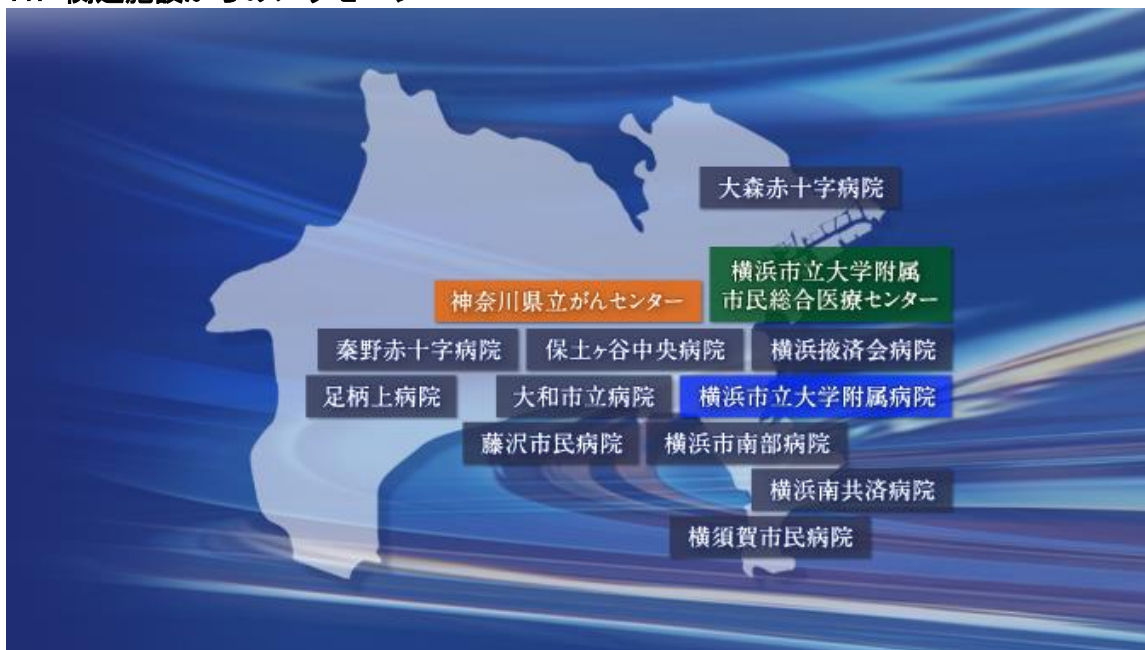 大森赤十字病院
横浜市立大学附属
市民総合医療センター
神奈川県立がんセンター
秦野赤十字病院
保土ヶ谷中央病院
横浜掖済会病院
足柄上病院
大和市立病院
横浜市立大学附属病院
藤沢市民病院
横浜市南部病院
横浜南共済病院
横須賀市民病院